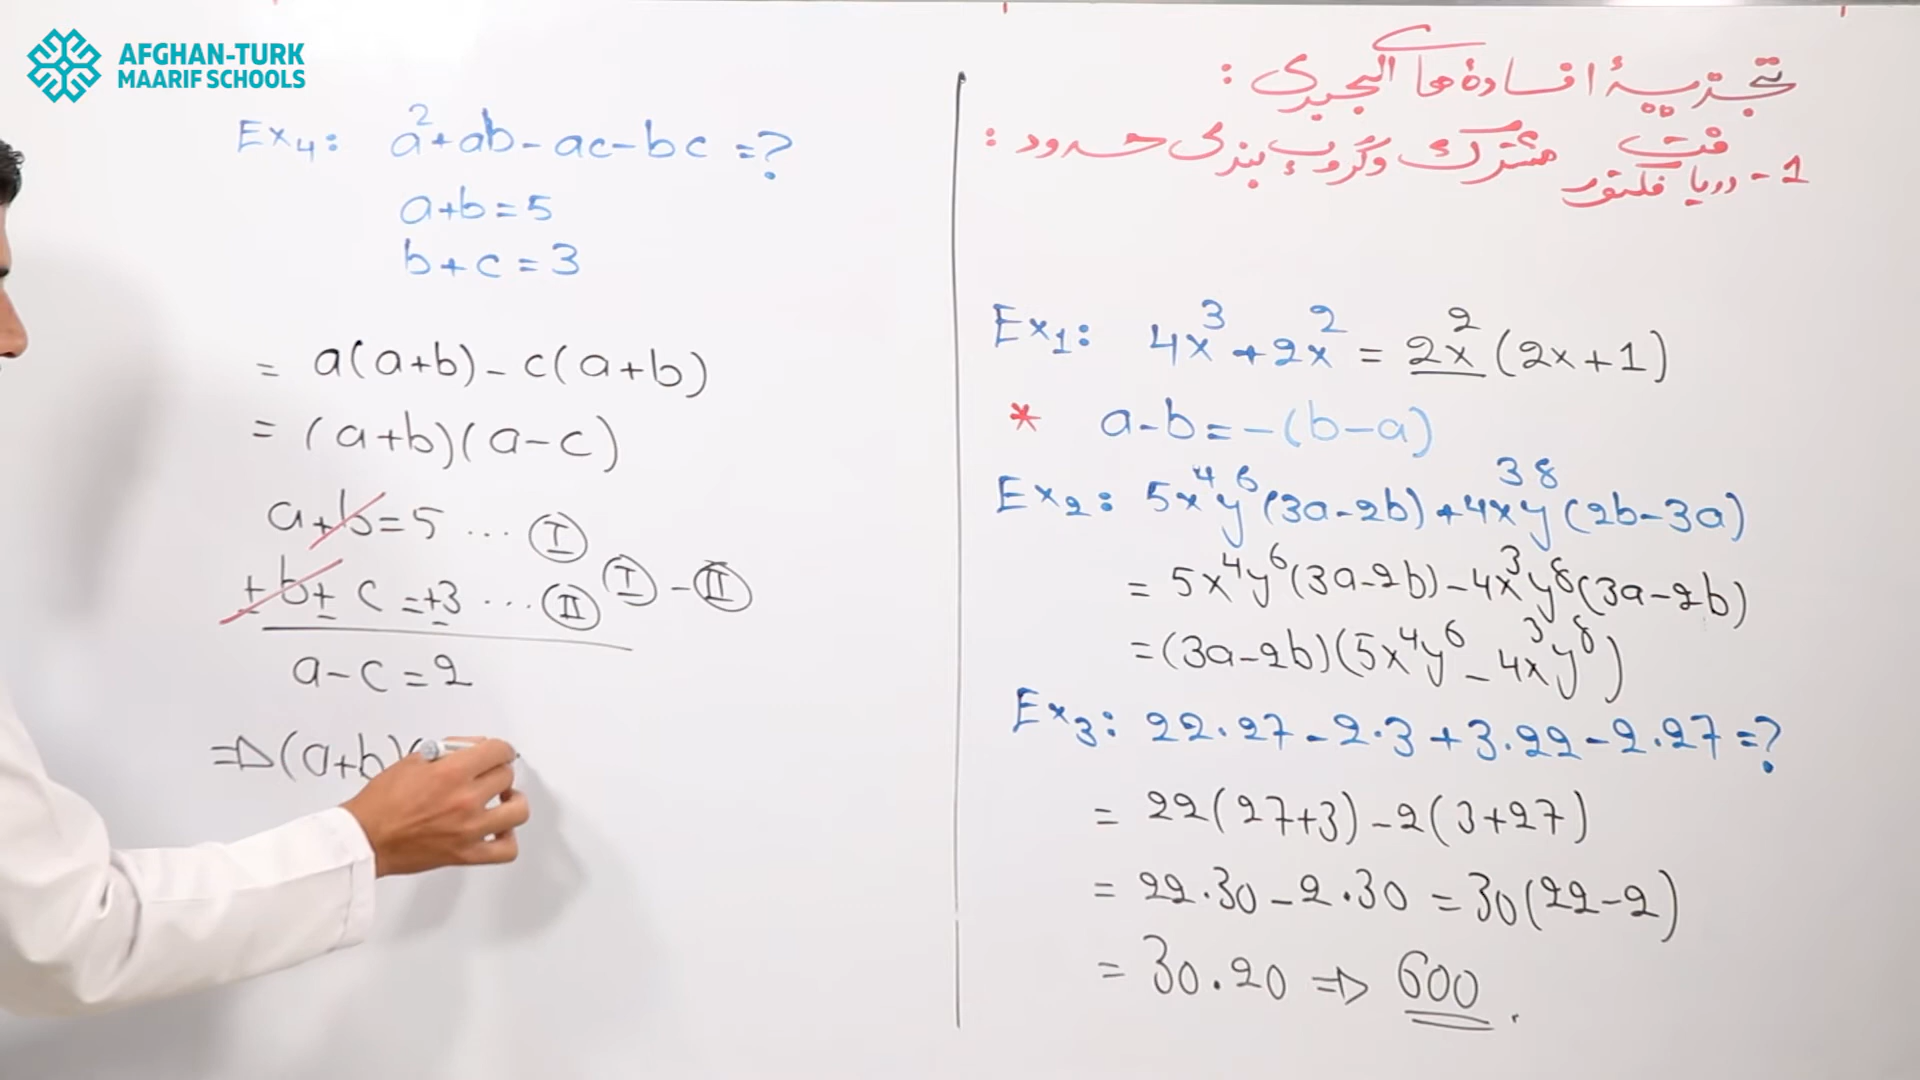 AFGHAN-TURK
MAARIF SCHOOLS
تجزیهٔ افاده های الجبری:
1- دریافت فکتور مشترک و گروپ بندی حدود:
Ex1: 4x³ + 2x² = 2x²(2x+1)
* a-b = -(b-a)
Ex2: 5x⁴y⁶(3a-2b) + 4x³y⁸(2b-3a)
= 5x⁴y⁶(3a-2b) - 4x³y⁸(3a-2b)
= (3a-2b)(5x⁴y⁶ - 4x³y⁸)
Ex3: 22.27 - 2.3 + 3.22 - 2.27 = ?
= 22(27+3) - 2(3+27)
= 22.30 - 2.30 = 30(22-2)
= 30.20 ⇒ 600.
Ex4: a² + ab - ac - bc = ?
a+b = 5
b+c = 3
= a(a+b) - c(a+b)
= (a+b)(a-c)
a+b = 5 ... Ⅰ
± b ± c = ± 3 ... Ⅱ Ⅰ - Ⅱ
a-c = 2
⇒ (a+b)(